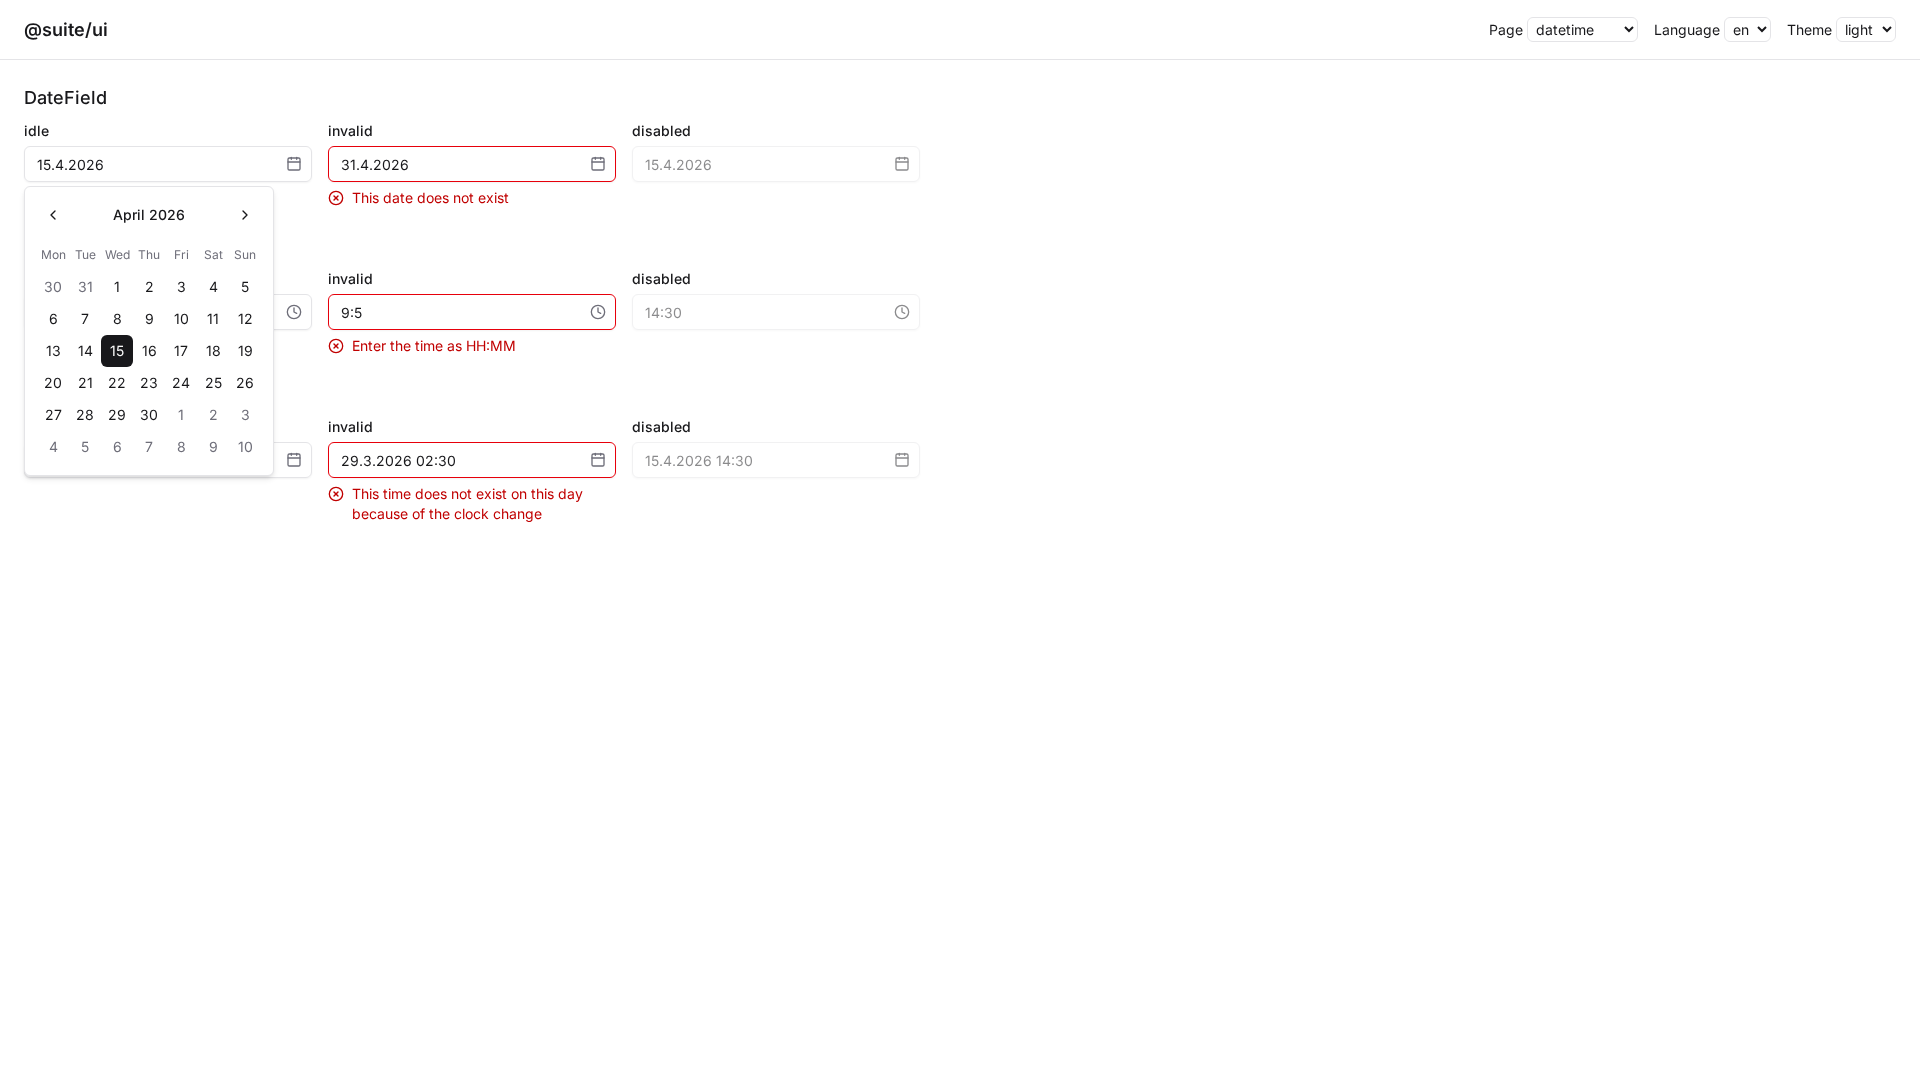 @suite/ui
Page datetime Language en Theme light
DateField
idle invalid disabled
15.4.2026 31.4.2026 15.4.2026
This date does not exist
April 2026
Mon Tue Wed Thu Fri Sat Sun
30 31 1 2 3 4 5
6 7 8 9 10 11 12
13 14 15 16 17 18 19
20 21 22 23 24 25 26
27 28 29 30 1 2 3
4 5 6 7 8 9 10
invalid disabled
9:5 14:30
Enter the time as HH:MM
invalid disabled
29.3.2026 02:30 15.4.2026 14:30
This time does not exist on this day
because of the clock change